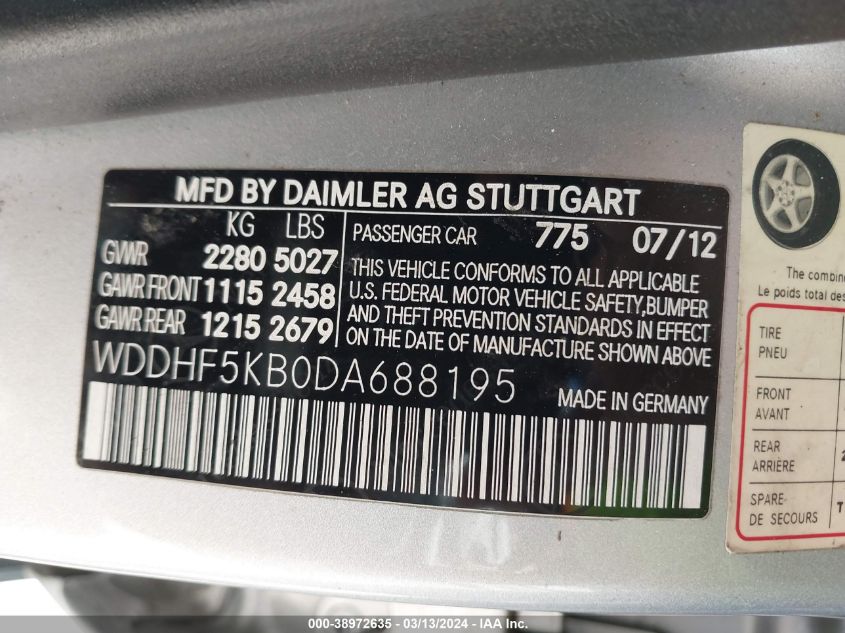 MFD BY DAIMLER AG STUTTGART
KG LBS
GVWR 2280 5027
GAWR FRONT 1115 2458
GAWR REAR 1215 2679
PASSENGER CAR 775 07/12
THIS VEHICLE CONFORMS TO ALL APPLICABLE
U.S. FEDERAL MOTOR VEHICLE SAFETY, BUMPER
AND THEFT PREVENTION STANDARDS IN EFFECT
ON THE DATE OF MANUFACTURE SHOWN ABOVE
WDDHF5KB0DA688195
MADE IN GERMANY
The
Le poids total
TIRE
PNEU
FRONT
AVANT
REAR
ARRIÈRE
SPARE
DE SECOURS
000-38972635 - 03/13/2024 - IAA, Inc.